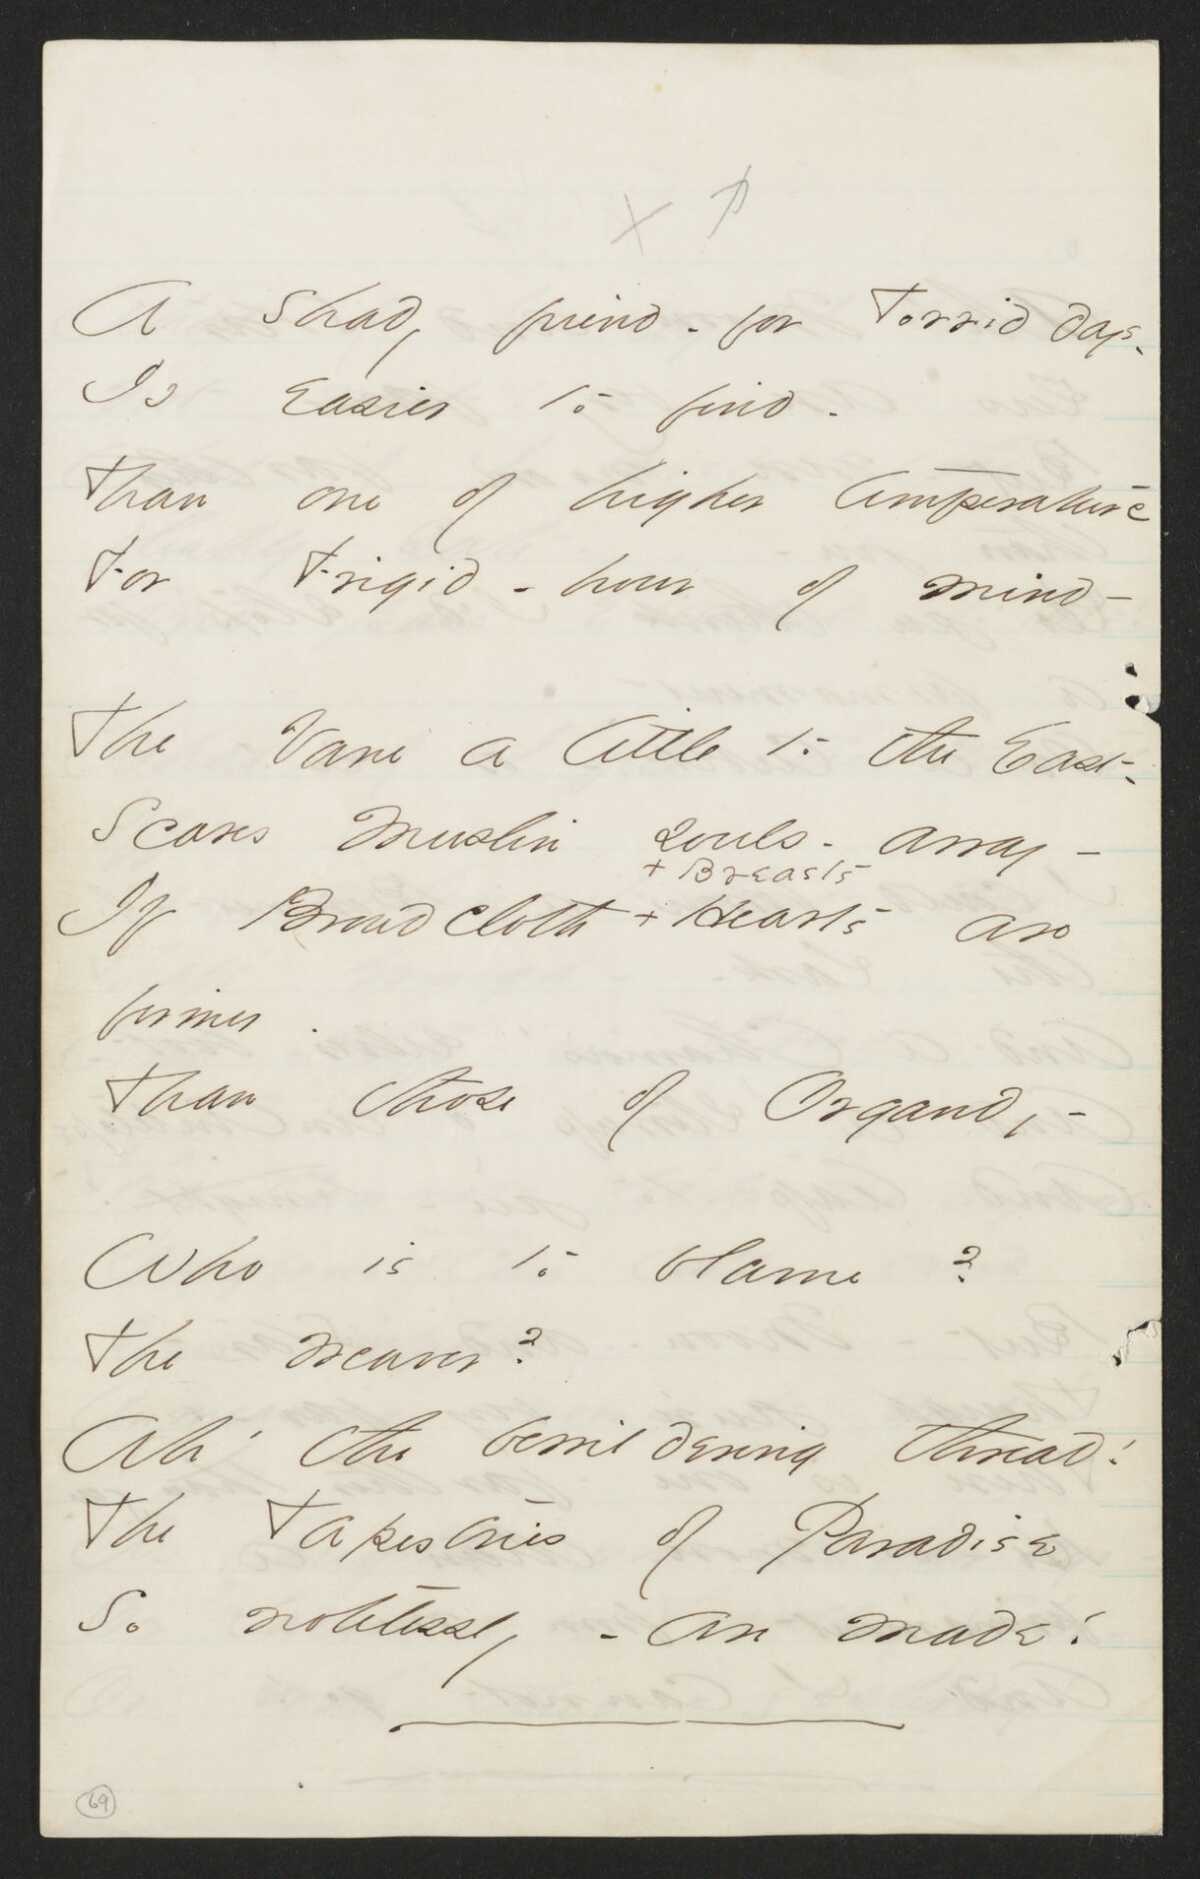 A Shady friend - for Torrid days -
Is Easier to find -
Than one of higher temperature
For Frigid - hour of Mind -
The Vane a little to the East -
Scares Muslin souls - away -
+ Breasts
If Broadcloth + Hearts are
firmer -
Than those of Organdy -
Who is to blame?
The Weaver?
Ah' the bewildering thread!
The Tapestries of Paradise
So notelessly - are made!
69